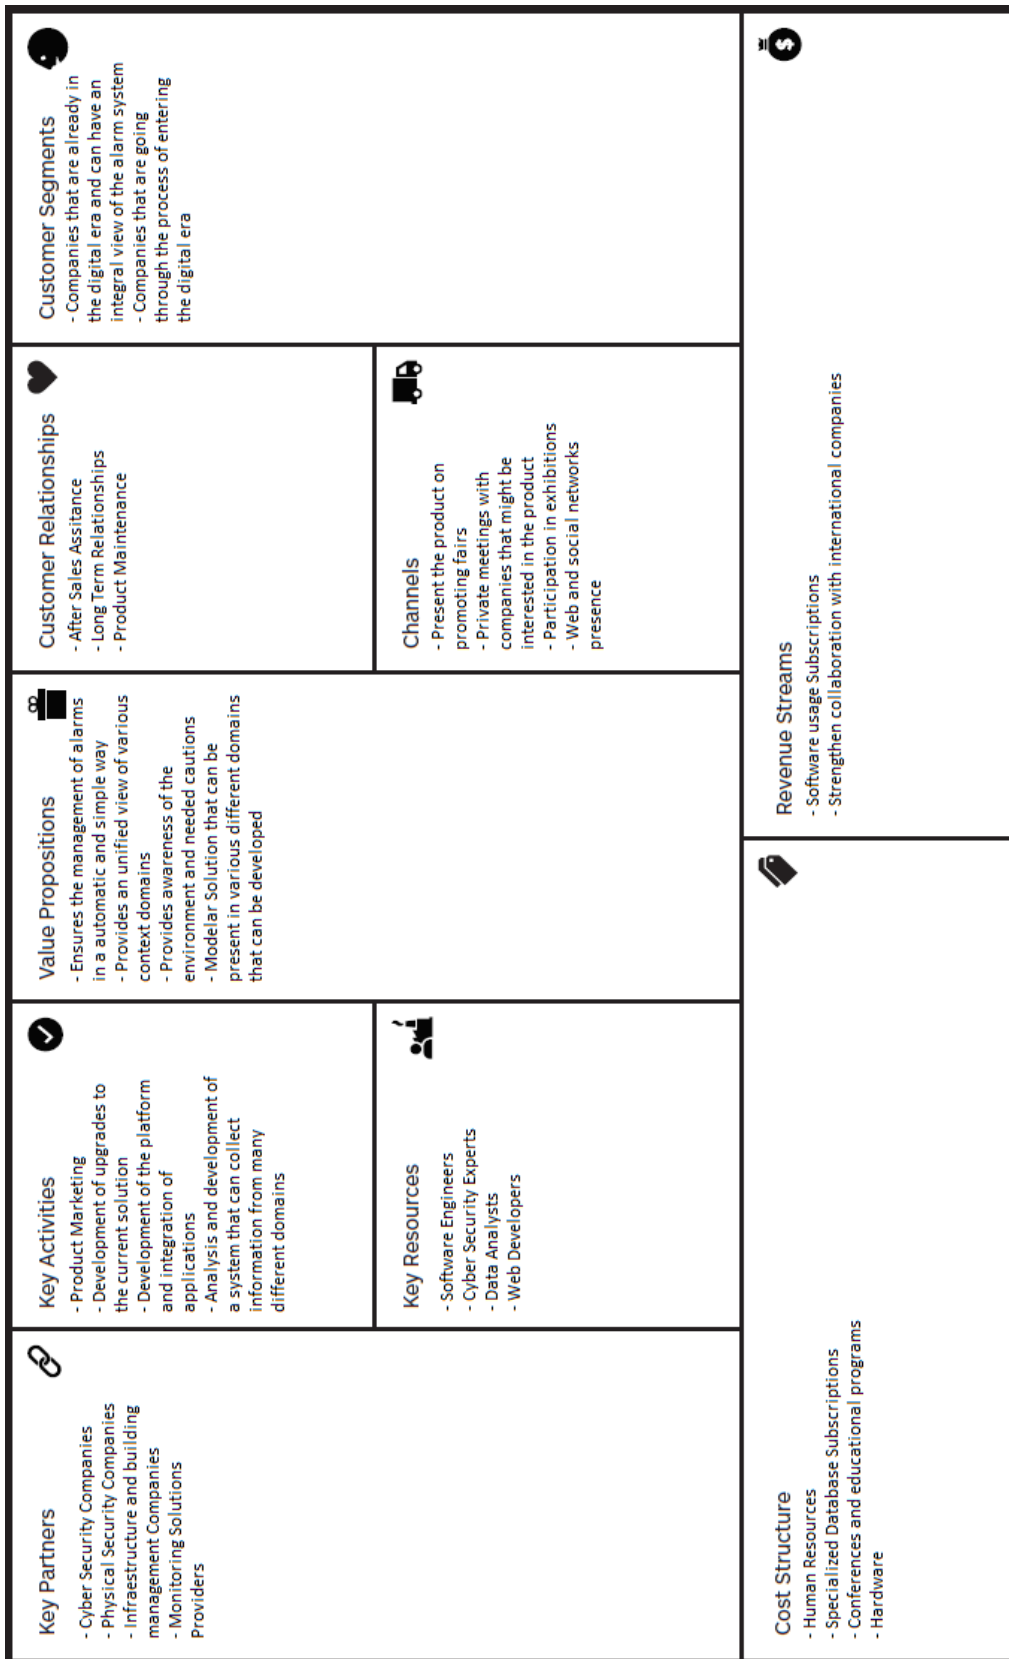 Key Partners
- Cyber Security Companies
- Physical Security Companies
- Infraestructure and building
management Companies
- Monitoring Solutions
Providers
Key Activities
- Product Marketing
- Development of upgrades to
the current solution
- Development of the platform
and integration of
applications
- Analysis and development of
a system that can collect
information from many
different domains
Key Resources
- Software Engineers
- Cyber Security Experts
- Data Analysts
- Web Developers
Value Propositions
- Ensures the management of alarms
in a automatic and simple way
- Provides an unified view of various
context domains
- Provides awareness of the
environment and needed cautions
- Modelar Solution that can be
present in various different domains
that can be developed
Customer Relationships
- After Sales Assitance
- Long Term Relationships
- Product Maintenance
Channels
- Present the product on
promoting fairs
- Private meetings with
companies that might be
interested in the product
- Participation in exhibitions
- Web and social networks
presence
Customer Segments
- Companies that are already in
the digital era and can have an
integral view of the alarm system
- Companies that are going
through the process of entering
the digital era
Cost Structure
- Human Resources
- Specialized Database Subscriptions
- Conferences and educational programs
- Hardware
Revenue Streams
- Software usage Subscriptions
- Strengthen collaboration with international companies